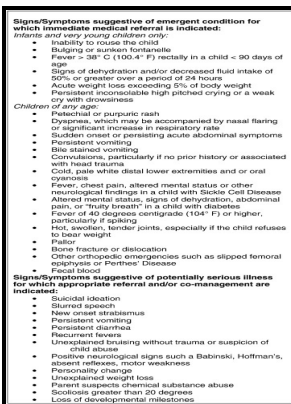 Signs/Symptoms suggestive of emergent condition for
which immediate medical referral is indicated:
Infants and very young children only:
• Inability to rouse the child
• Bulging or sunken fontanelle
• Fever > 38° C (100.4° F) rectally in a child < 90 days of
age
• Signs of dehydration and/or decreased fluid intake of
50% or greater over a period of 24 hours
• Acute weight loss exceeding 5% of body weight
• Persistent inconsolable high pitched crying or a weak
cry with drowsiness
Children of any age:
• Petechial or purpuric rash
• Dyspnea, which may be accompanied by nasal flaring
or significant increase in respiratory rate
• Sudden onset or persisting acute abdominal symptoms
• Persistent vomiting
• Bile stained vomiting
• Convulsions, particularly if no prior history or associated
with head trauma
• Cold, pale white distal lower extremities and or oral
cyanosis
• Fever, chest pain, altered mental status or other
neurological findings in a child with Sickle Cell Disease
• Altered mental status, signs of dehydration, abdominal
pain, or “fruity breath” in a child with diabetes
• Fever of 40 degrees centigrade (104° F) or higher,
particularly if spiking
• Hot, swollen, tender joints, especially if the child refuses
to bear weight
• Pallor
• Bone fracture or dislocation
• Other orthopedic emergencies such as slipped femoral
epiphysis or Perthes’ Disease
• Fecal blood
Signs/Symptoms suggestive of potentially serious illness
for which appropriate referral and/or co-management are
indicated:
• Suicidal ideation
• Slurred speech
• New onset strabismus
• Persistent vomiting
• Persistent diarrhea
• Recurrent fevers
• Unexplained bruising without trauma or suspicion of
child abuse
• Positive neurological signs such a Babinski, Hoffman’s,
absent reflexes, motor weakness
• Personality change
• Unexplained weight loss
• Parent suspects chemical substance abuse
• Scoliosis greater than 20 degrees
• Loss of developmental milestones